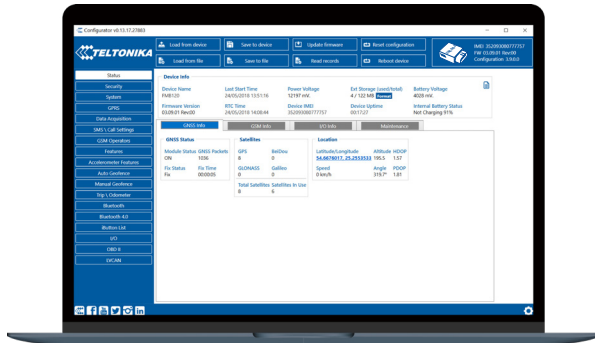 Configurator v0.13.17.27883
TELTONIKA
Load from device
Save to device
Update firmware
Reset configuration
IMEI 352093080777757
FW 03.09.01 Rev:00
Configuration 3.9.0.0
Load from file
Save to file
Read records
Reboot device
Status
Security
System
GPRS
Data Acquisition
SMS \ Call Settings
GSM Operators
Features
Accelerometer Features
Auto Geofence
Manual Geofence
Trip \ Odometer
Bluetooth
Bluetooth 4.0
iButton List
I/O
OBD II
LVCAN
Device Info
Device Name Last Start Time Power Voltage Ext Storage (used/total) Battery Voltage
FMB120 24/05/2018 13:51:16 12197 mV. 4 / 122 MB Format 4028 mV.
Firmware Version RTC Time Device IMEI Device Uptime Internal Battery Status
03.09.01 Rev:00 24/05/2018 14:08:44 352093080777757 00:17:27 Not Charging 91%
GNSS Info GSM Info I/O Info Maintenance
GNSS Status Satellites Location
Module Status GNSS Packets GPS BeiDou Latitude/Longitude Altitude HDOP
ON 1036 8 0 54.6678017, 25.2553533 195.5 1.57
Fix Status Fix Time GLONASS Galileo Speed Angle PDOP
Fix 00:00:05 0 0 0 km/h 319.7° 1.81
Total Satellites Satellites In Use
8 6